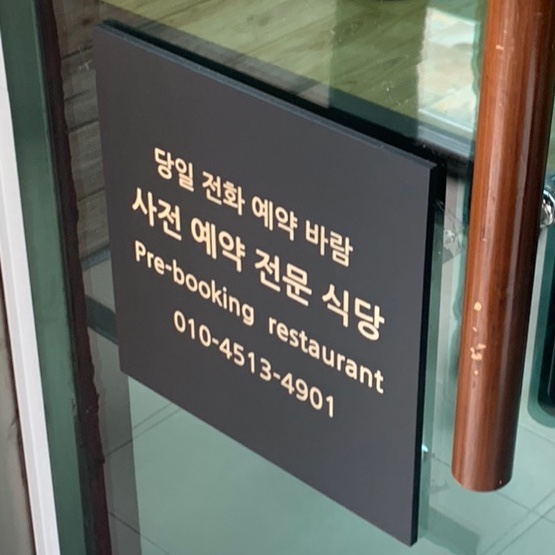 당일 전화 예약 바람
사전 예약 전문 식당
Pre-booking restaurant
010-4513-4901